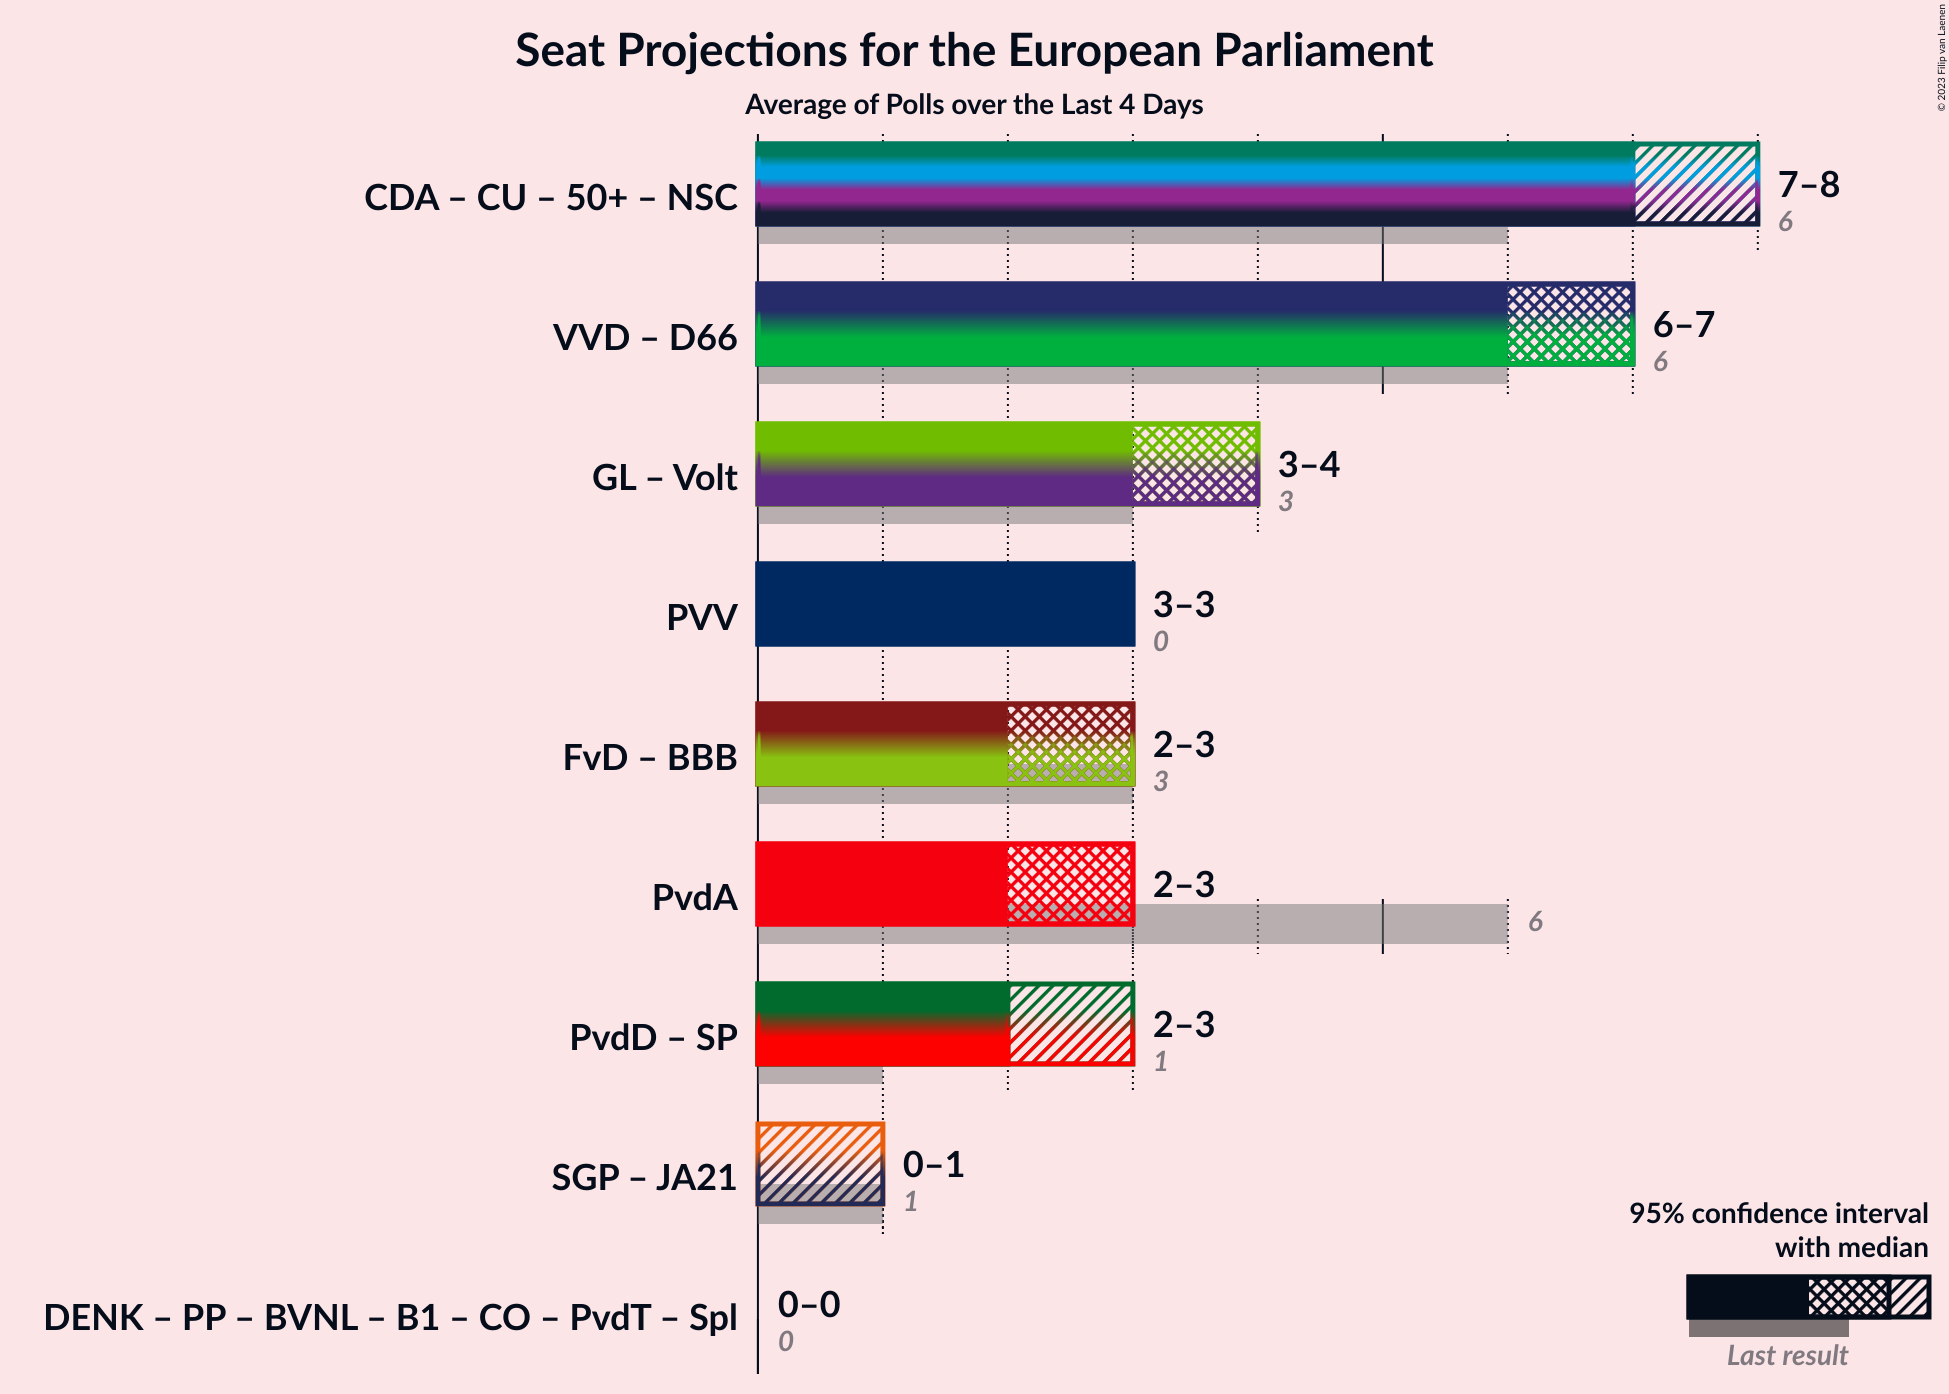 Seat Projections for the European Parliament
Average of Polls over the Last 4 Days
© 2023 Filip van Laenen
CDA – CU – 50+ – NSC
7–8
6
VVD – D66
6–7
6
GL – Volt
3–4
3
PVV
3–3
0
FvD – BBB
2–3
3
PvdA
2–3
6
PvdD – SP
2–3
1
SGP – JA21
0–1
1
DENK – PP – BVNL – B1 – CO – PvdT – Spl
0–0
0
95% confidence interval
with median
Last result